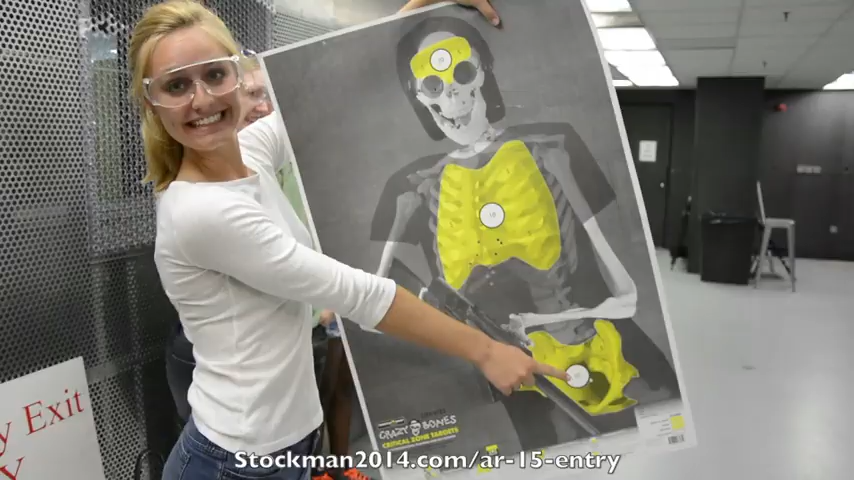 CRAZY BONES
CRITICAL ZONE TARGETS
y Exit
Y
Stockman2014.com/ar-15-entry